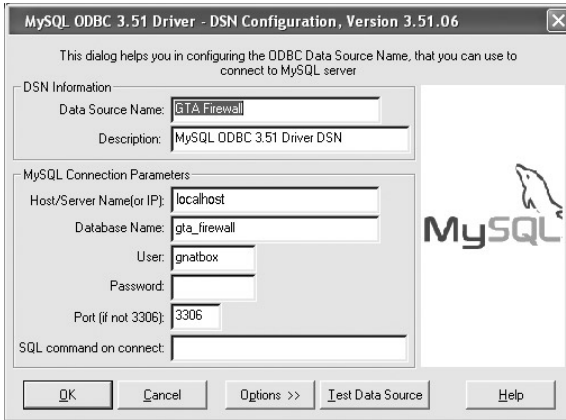 MySQL ODBC 3.51 Driver - DSN Configuration, Version 3.51.06
This dialog helps you in configuring the ODBC Data Source Name, that you can use to
connect to MySQL server
DSN Information
Data Source Name: GTA Firewall
Description: MySQL ODBC 3.51 Driver DSN
MySQL Connection Parameters
Host/Server Name(or IP): localhost
Database Name: gta_firewall
User: gnatbox
Password:
Port (if not 3306): 3306
SQL command on connect:
MySQL
OK Cancel Options >> Test Data Source Help